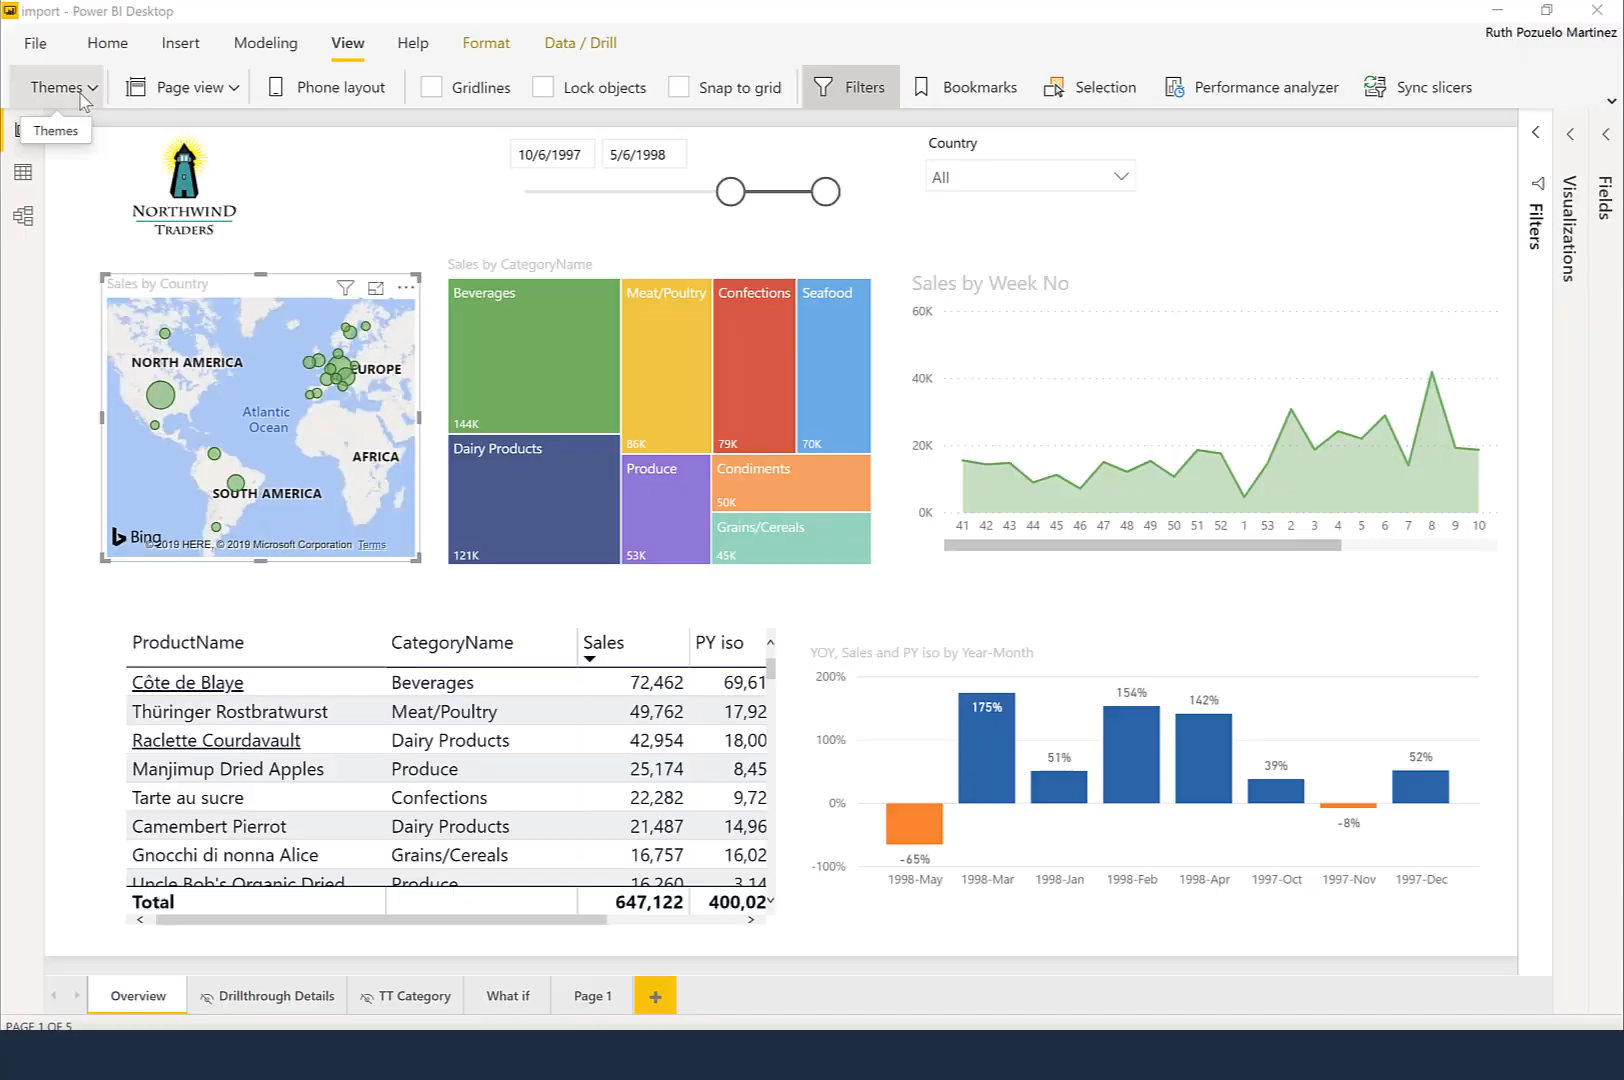 import - Power BI Desktop
Ruth Pozuelo Martinez
File Home Insert Modeling View Help Format Data / Drill
Themes Page view Phone layout Gridlines Lock objects Snap to grid Filters Bookmarks Selection Performance analyzer Sync slicers
Themes
NORTHWIND
TRADERS
10/6/1997 5/6/1998
Country
All
Filters
Visualizations
Fields
Sales by Country
NORTH AMERICA
EUROPE
Atlantic
Ocean
AFRICA
SOUTH AMERICA
Bing
© 2019 HERE, © 2019 Microsoft Corporation Terms
Sales by CategoryName
Beverages Meat/Poultry Confections Seafood
144K 86K 79K 70K
Dairy Products Produce Condiments
50K
Grains/Cereals
121K 53K 45K
Sales by Week No
60K
40K
20K
0K
41 42 43 44 45 46 47 48 49 50 51 52 1 53 2 3 4 5 6 7 8 9 10
ProductName CategoryName Sales PY iso
Côte de Blaye Beverages 72,462 69,61
Thüringer Rostbratwurst Meat/Poultry 49,762 17,92
Raclette Courdavault Dairy Products 42,954 18,00
Manjimup Dried Apples Produce 25,174 8,45
Tarte au sucre Confections 22,282 9,72
Camembert Pierrot Dairy Products 21,487 14,96
Gnocchi di nonna Alice Grains/Cereals 16,757 16,02
Uncle Bob's Organic Dried Produce 16,260 3,14
Total 647,122 400,02
YOY, Sales and PY iso by Year-Month
200%
100%
0%
-100%
-65% 175% 51% 154% 142% 39% -8% 52%
1998-May 1998-Mar 1998-Jan 1998-Feb 1998-Apr 1997-Oct 1997-Nov 1997-Dec
Overview Drillthrough Details TT Category What if Page 1 +
PAGE 1 OF 5